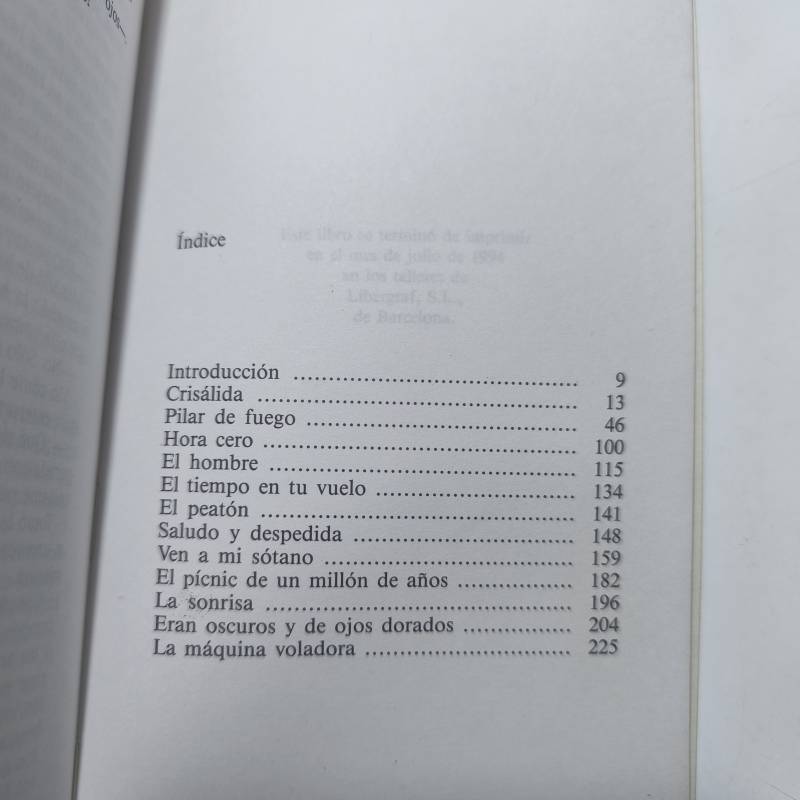 ojos—.
Índice
Este libro se terminó de imprimir
en el mes de julio de 1994
en los talleres de
Libergraf, S.L.,
de Barcelona.
Introducción ........................................ 9
Crisálida ............................................. 13
Pilar de fuego ...................................... 46
Hora cero ............................................ 100
El hombre ........................................... 115
El tiempo en tu vuelo ............................ 134
El peatón ............................................. 141
Saludo y despedida ............................... 148
Ven a mi sótano ................................... 159
El pícnic de un millón de años ................ 182
La sonrisa ........................................... 196
Eran oscuros y de ojos dorados ............... 204
La máquina voladora ............................. 225